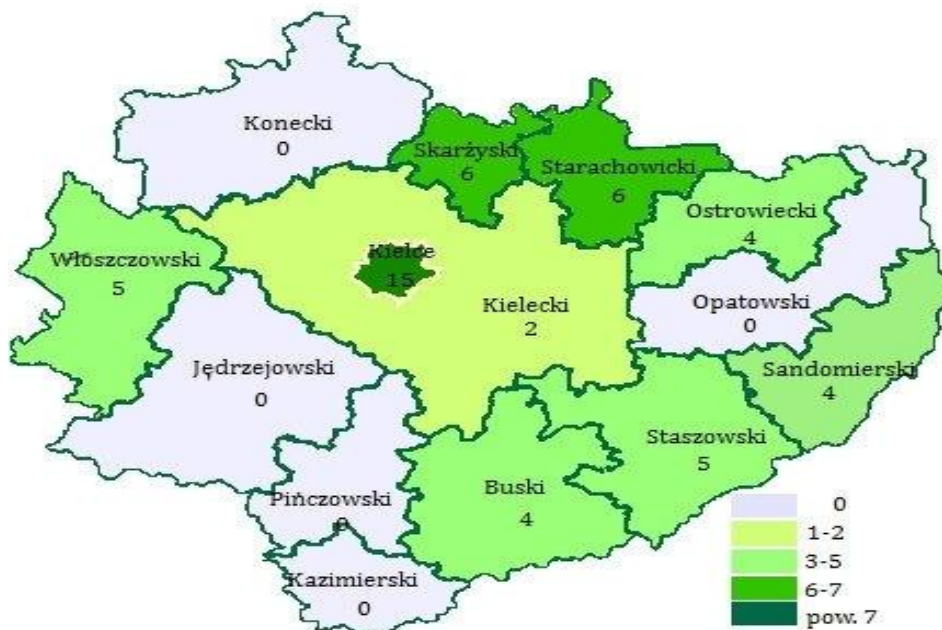 Konecki
0
Skarżyski
6
Starachowicki
6
Ostrowiecki
4
Włoszczowski
5
Kielce
15
Kielecki
2
Opatowski
0
Jędrzejowski
0
Sandomierski
4
Staszowski
5
Pińczowski
0
Buski
4
Kazimierski
0
0
1-2
3-5
6-7
pow. 7